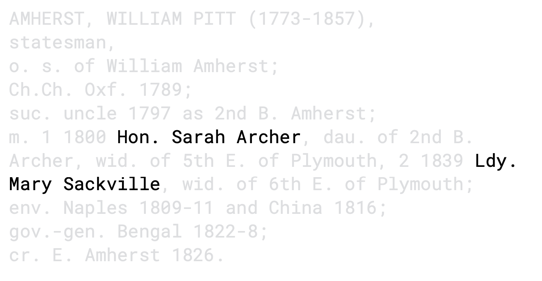 AMHERST, WILLIAM PITT (1773-1857),
statesman,
o. s. of William Amherst;
Ch.Ch. Oxf. 1789;
suc. uncle 1797 as 2nd B. Amherst;
m. 1 1800 Hon. Sarah Archer, dau. of 2nd B.
Archer, wid. of 5th E. of Plymouth, 2 1839 Ldy.
Mary Sackville, wid. of 6th E. of Plymouth;
env. Naples 1809-11 and China 1816;
gov.-gen. Bengal 1822-8;
cr. E. Amherst 1826.